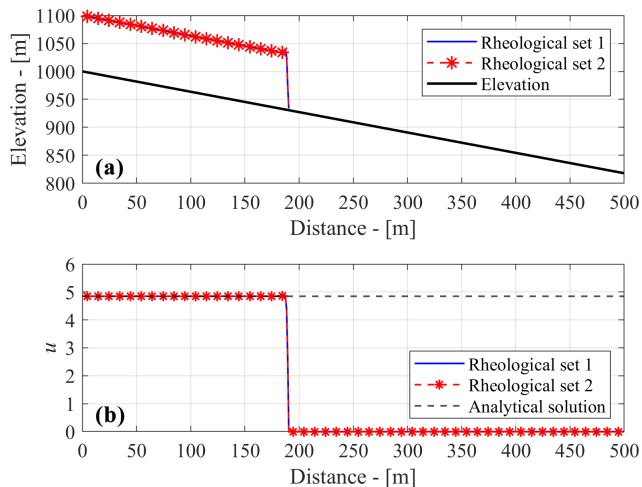 1100
1050
1000
950
900
850
800
Elevation - [m]
(a)
Rheological set 1
Rheological set 2
Elevation
0 50 100 150 200 250 300 350 400 450 500
Distance - [m]
6
5
4
3
2
1
0
u
(b)
Rheological set 1
Rheological set 2
Analytical solution
0 50 100 150 200 250 300 350 400 450 500
Distance - [m]